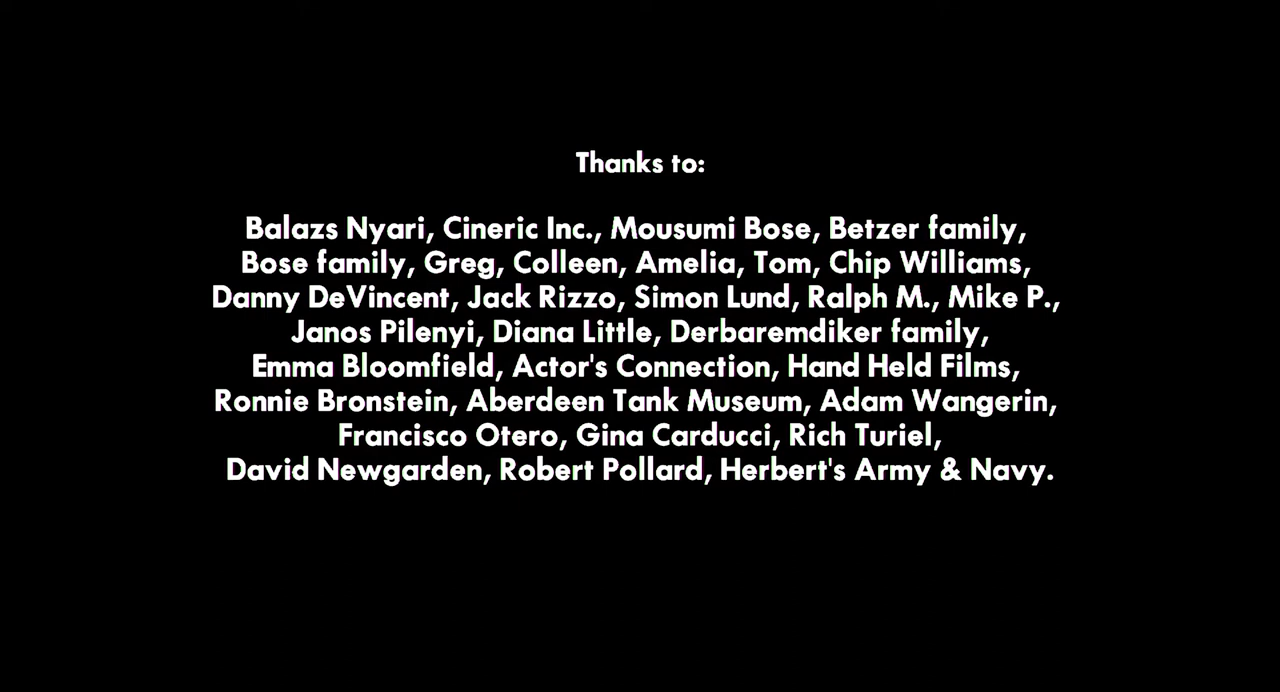 Thanks to:
Balazs Nyari, Cineric Inc., Mousumi Bose, Betzer family,
Bose family, Greg, Colleen, Amelia, Tom, Chip Williams,
Danny DeVincent, Jack Rizzo, Simon Lund, Ralph M., Mike P.,
Janos Pilenyi, Diana Little, Derbaremdiker family,
Emma Bloomfield, Actor's Connection, Hand Held Films,
Ronnie Bronstein, Aberdeen Tank Museum, Adam Wangerin,
Francisco Otero, Gina Carducci, Rich Turiel,
David Newgarden, Robert Pollard, Herbert's Army & Navy.